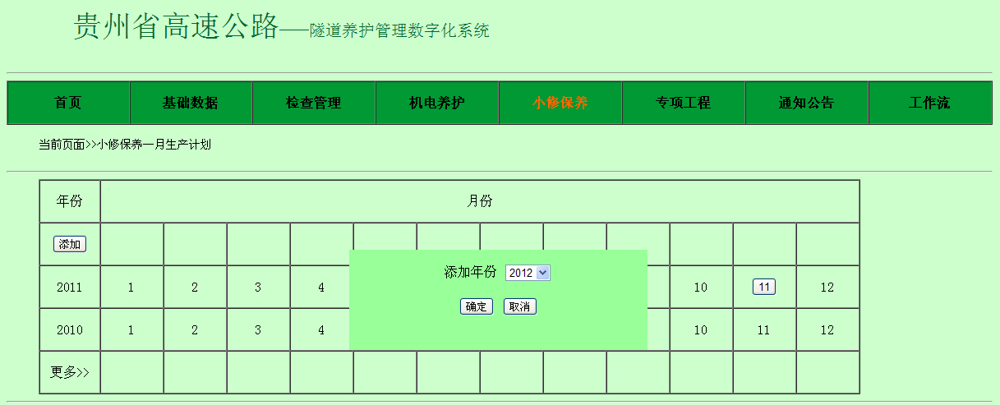 贵州省高速公路——隧道养护管理数字化系统
首页 基础数据 检查管理 机电养护 小修保养 专项工程 通知公告 工作流
当前页面>>小修保养—月生产计划
年份 月份
添加
添加年份 2012
2011 1 2 3 4 10 11 12
确定 取消
2010 1 2 3 4 10 11 12
更多>>